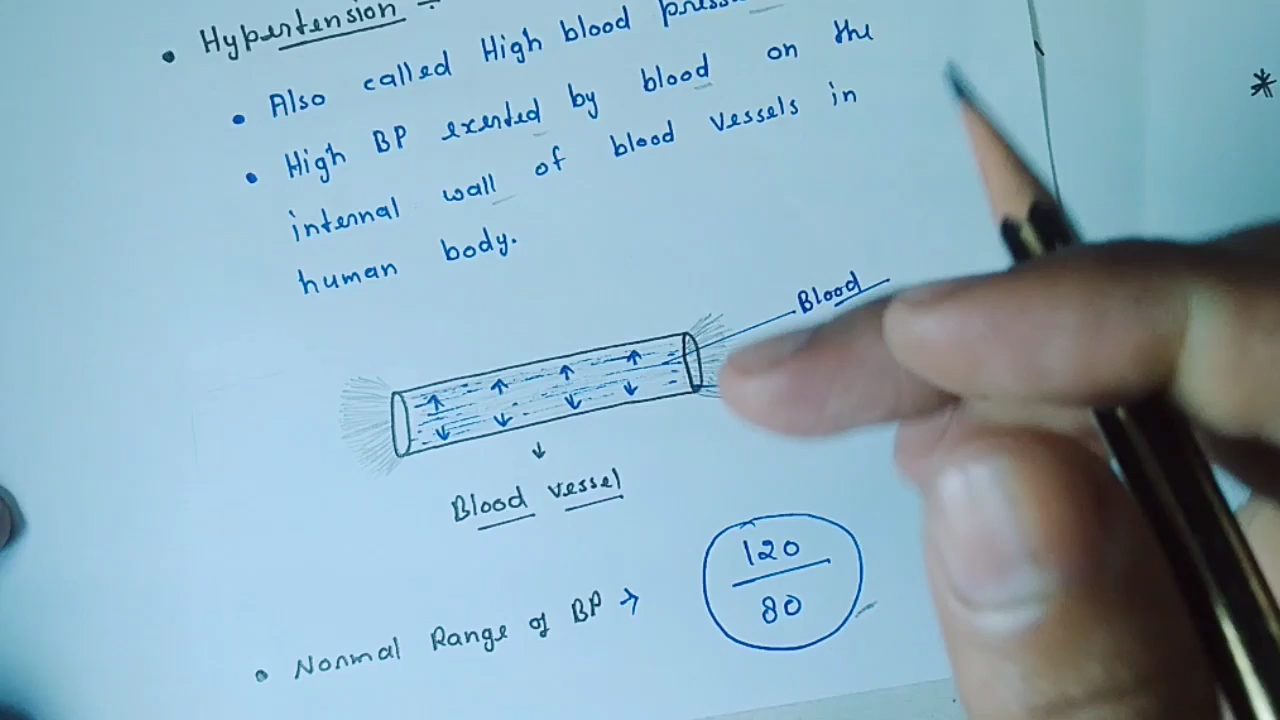 • Hypertension :-
• Also called High blood
• High BP exerted by blood on the
internal wall of blood vessels in
human body.
Blood
Blood vessel
• Normal Range of BP → 120/80
*